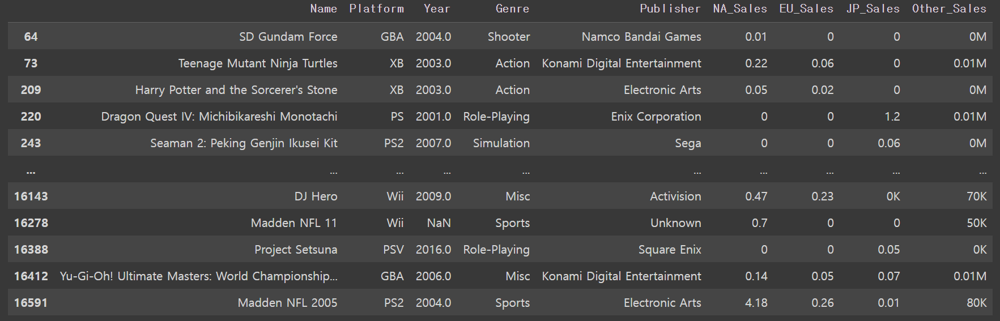 Name Platform Year Genre Publisher NA_Sales EU_Sales JP_Sales Other_Sales
64 SD Gundam Force GBA 2004.0 Shooter Namco Bandai Games 0.01 0 0 0M
73 Teenage Mutant Ninja Turtles XB 2003.0 Action Konami Digital Entertainment 0.22 0.06 0 0.01M
209 Harry Potter and the Sorcerer's Stone XB 2003.0 Action Electronic Arts 0.05 0.02 0 0M
220 Dragon Quest IV: Michibikareshi Monotachi PS 2001.0 Role-Playing Enix Corporation 0 0 1.2 0.01M
243 Seaman 2: Peking Genjin Ikusei Kit PS2 2007.0 Simulation Sega 0 0 0.06 0M
... ... ... ... ... ... ... ... ... ...
16143 DJ Hero Wii 2009.0 Misc Activision 0.47 0.23 0K 70K
16278 Madden NFL 11 Wii NaN Sports Unknown 0.7 0 0 50K
16388 Project Setsuna PSV 2016.0 Role-Playing Square Enix 0 0 0.05 0K
16412 Yu-Gi-Oh! Ultimate Masters: World Championship... GBA 2006.0 Misc Konami Digital Entertainment 0.14 0.05 0.07 0.01M
16591 Madden NFL 2005 PS2 2004.0 Sports Electronic Arts 4.18 0.26 0.01 80K